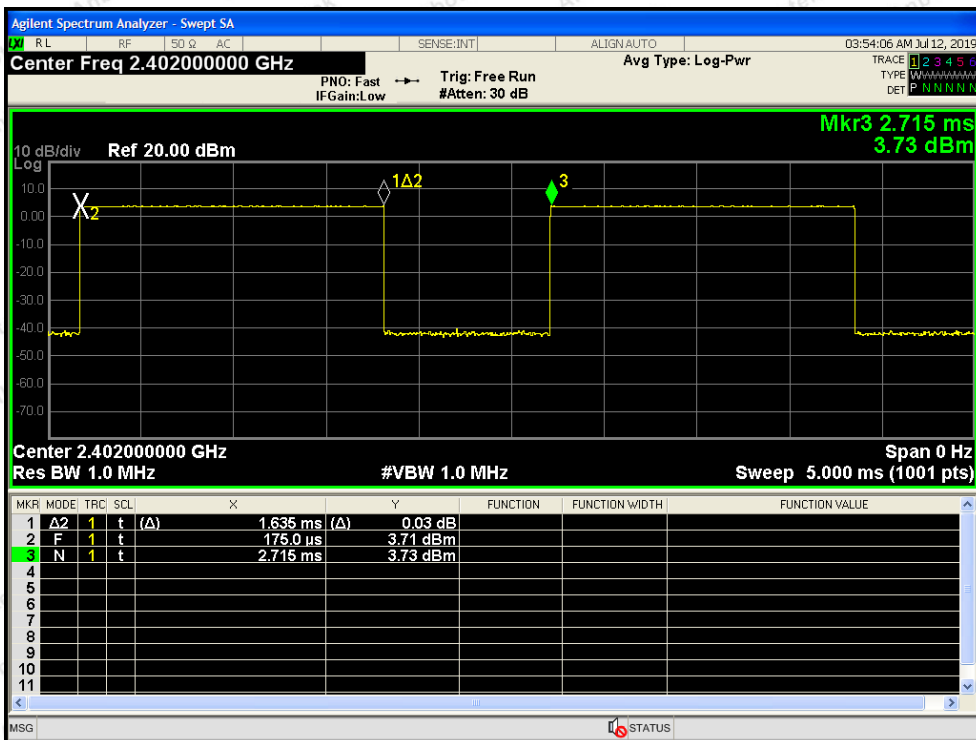 Agilent Spectrum Analyzer - Swept SA
LXI RL RF 50 Ω AC SENSE:INT ALIGN AUTO 03:54:06 AM Jul 12, 2019
Center Freq 2.402000000 GHz Avg Type: Log-Pwr TRACE 1 2 3 4 5 6
PNO: Fast Trig: Free Run TYPE WWWWWW
IFGain:Low #Atten: 30 dB DET P N N N N N
Mkr3 2.715 ms
10 dB/div Ref 20.00 dBm 3.73 dBm
Log
10.0
0.00
-10.0
-20.0
-30.0
-40.0
-50.0
-60.0
-70.0
X2 1Δ2 3
Center 2.402000000 GHz Span 0 Hz
Res BW 1.0 MHz #VBW 1.0 MHz Sweep 5.000 ms (1001 pts)
MKR MODE TRC SCL X Y FUNCTION FUNCTION WIDTH FUNCTION VALUE
1 Δ2 1 t (Δ) 1.635 ms (Δ) 0.03 dB
2 F 1 t 175.0 µs 3.71 dBm
3 N 1 t 2.715 ms 3.73 dBm
4
5
6
7
8
9
10
11
MSG STATUS